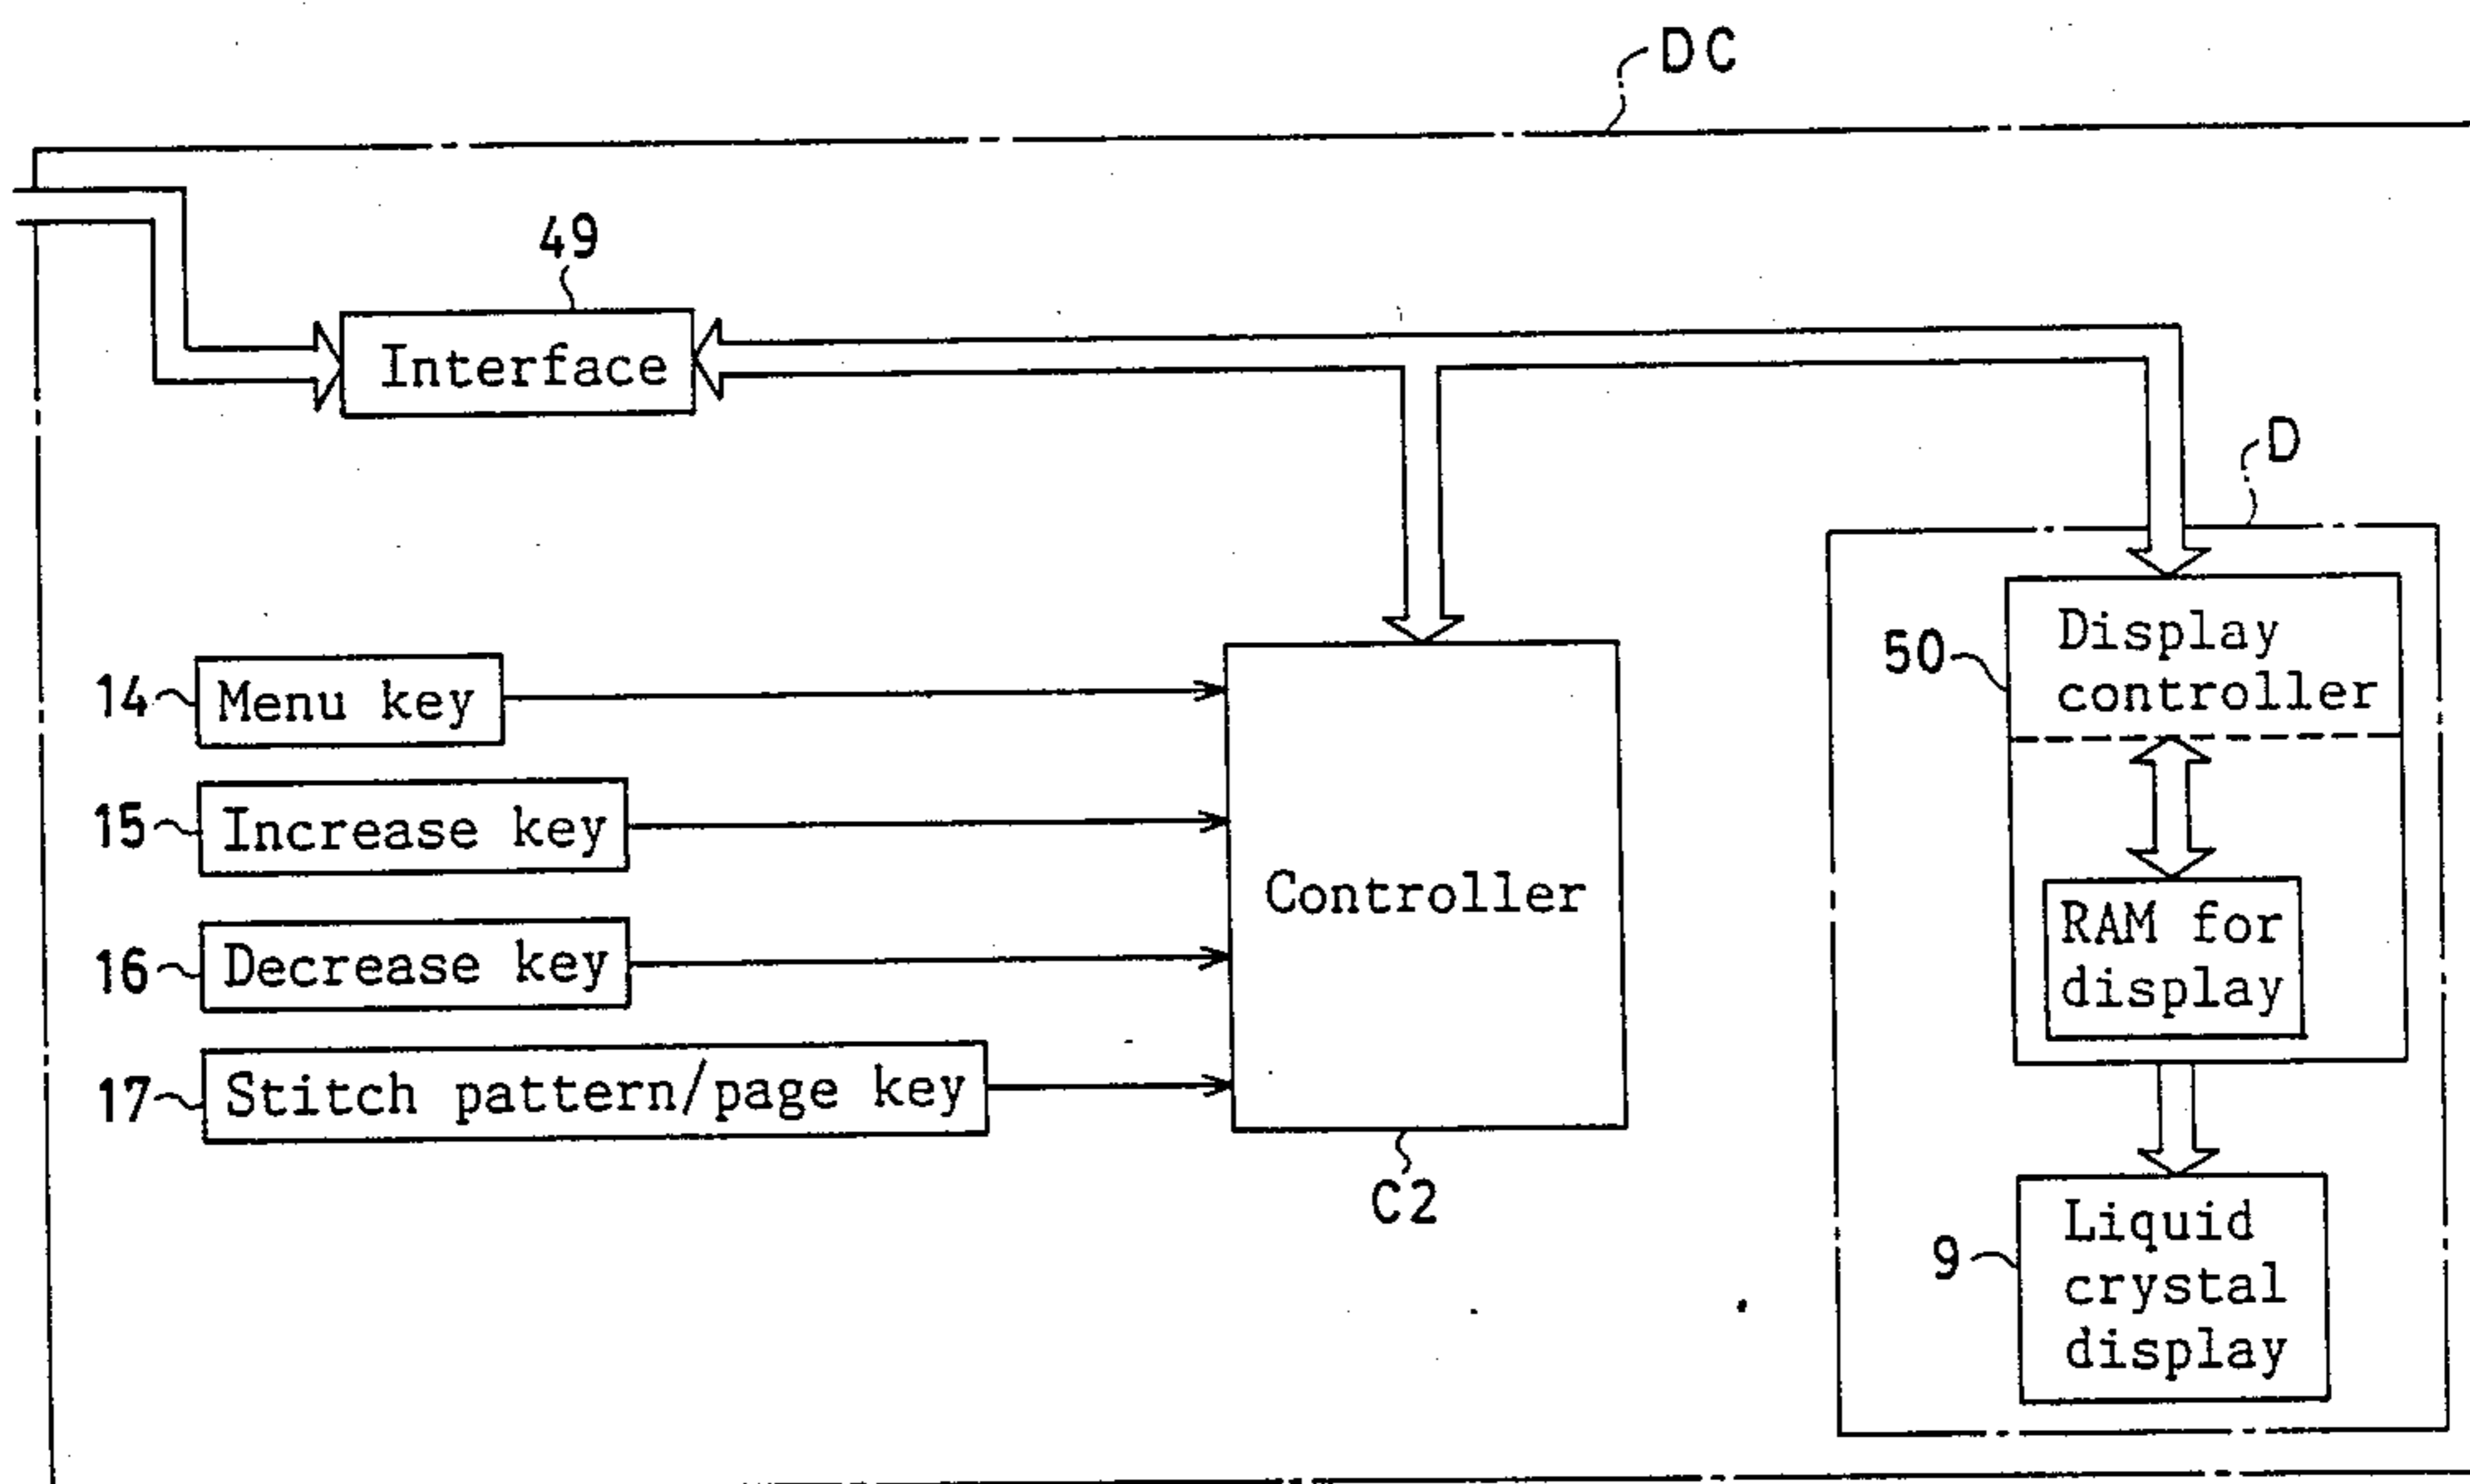 DC
49
Interface
D
14
Menu key
15
Increase key
16
Decrease key
17
Stitch pattern/page key
Controller
C2
50
Display
controller
RAM for
display
9
Liquid
crystal
display